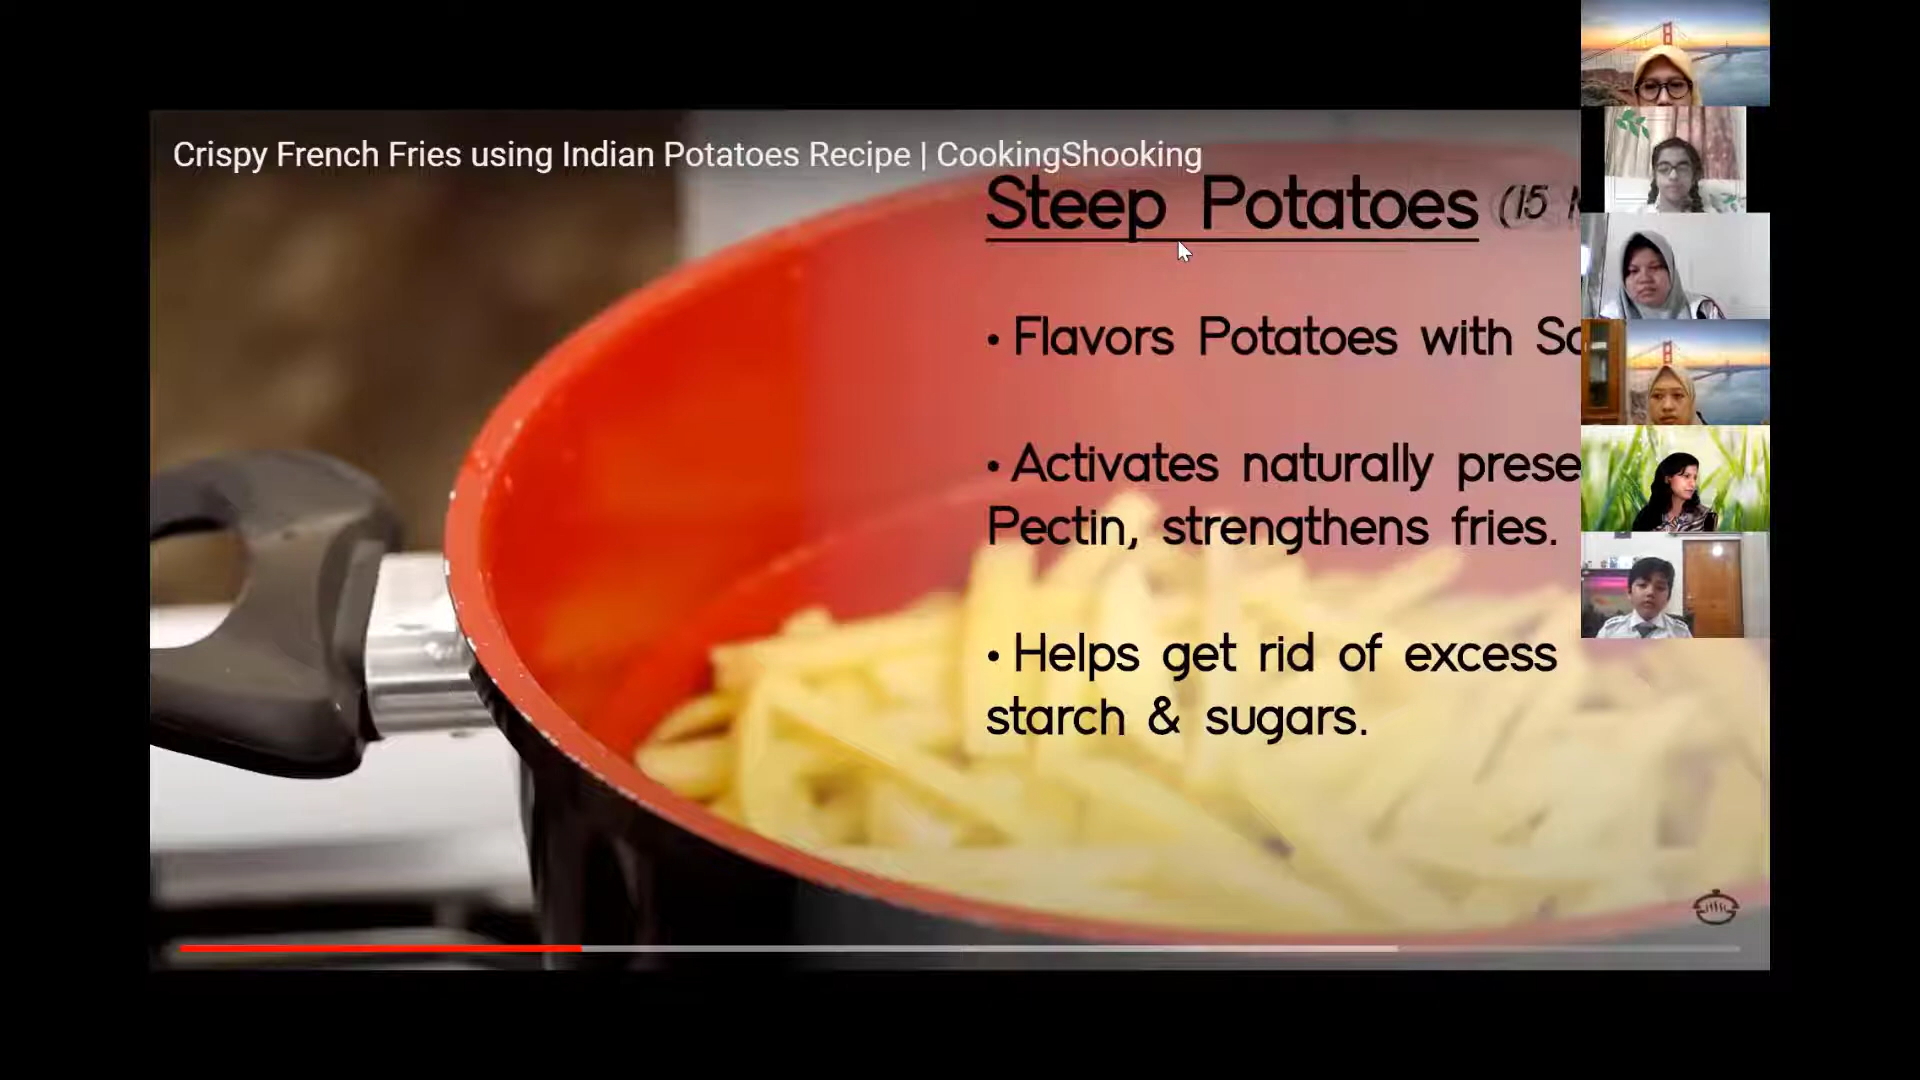 Crispy French Fries using Indian Potatoes Recipe | CookingShooking
Steep Potatoes (15
• Flavors Potatoes with
• Activates naturally
Pectin, strengthens fries.
• Helps get rid of excess
starch & sugars.